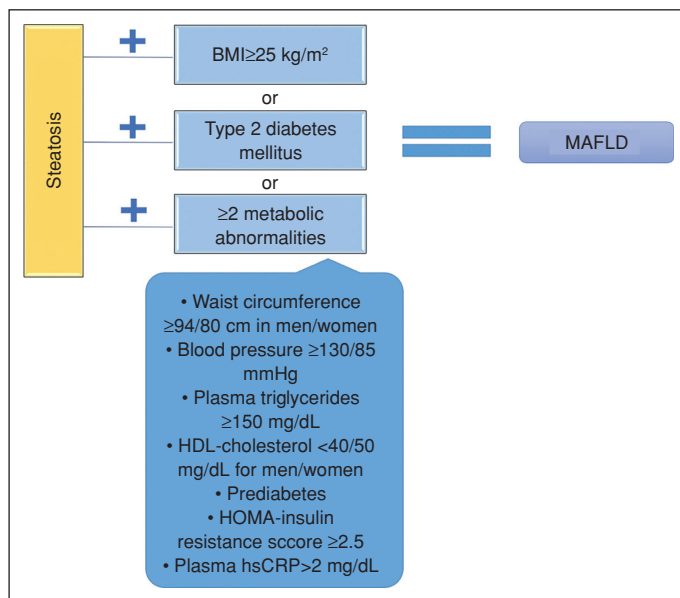 Steatosis
+
BMI≥25 kg/m²
or
+
Type 2 diabetes
mellitus
or
+
≥2 metabolic
abnormalities
=
MAFLD
• Waist circumference
≥94/80 cm in men/women
• Blood pressure ≥130/85
mmHg
• Plasma triglycerides
≥150 mg/dL
• HDL-cholesterol <40/50
mg/dL for men/women
• Prediabetes
• HOMA-insulin
resistance sccore ≥2.5
• Plasma hsCRP>2 mg/dL